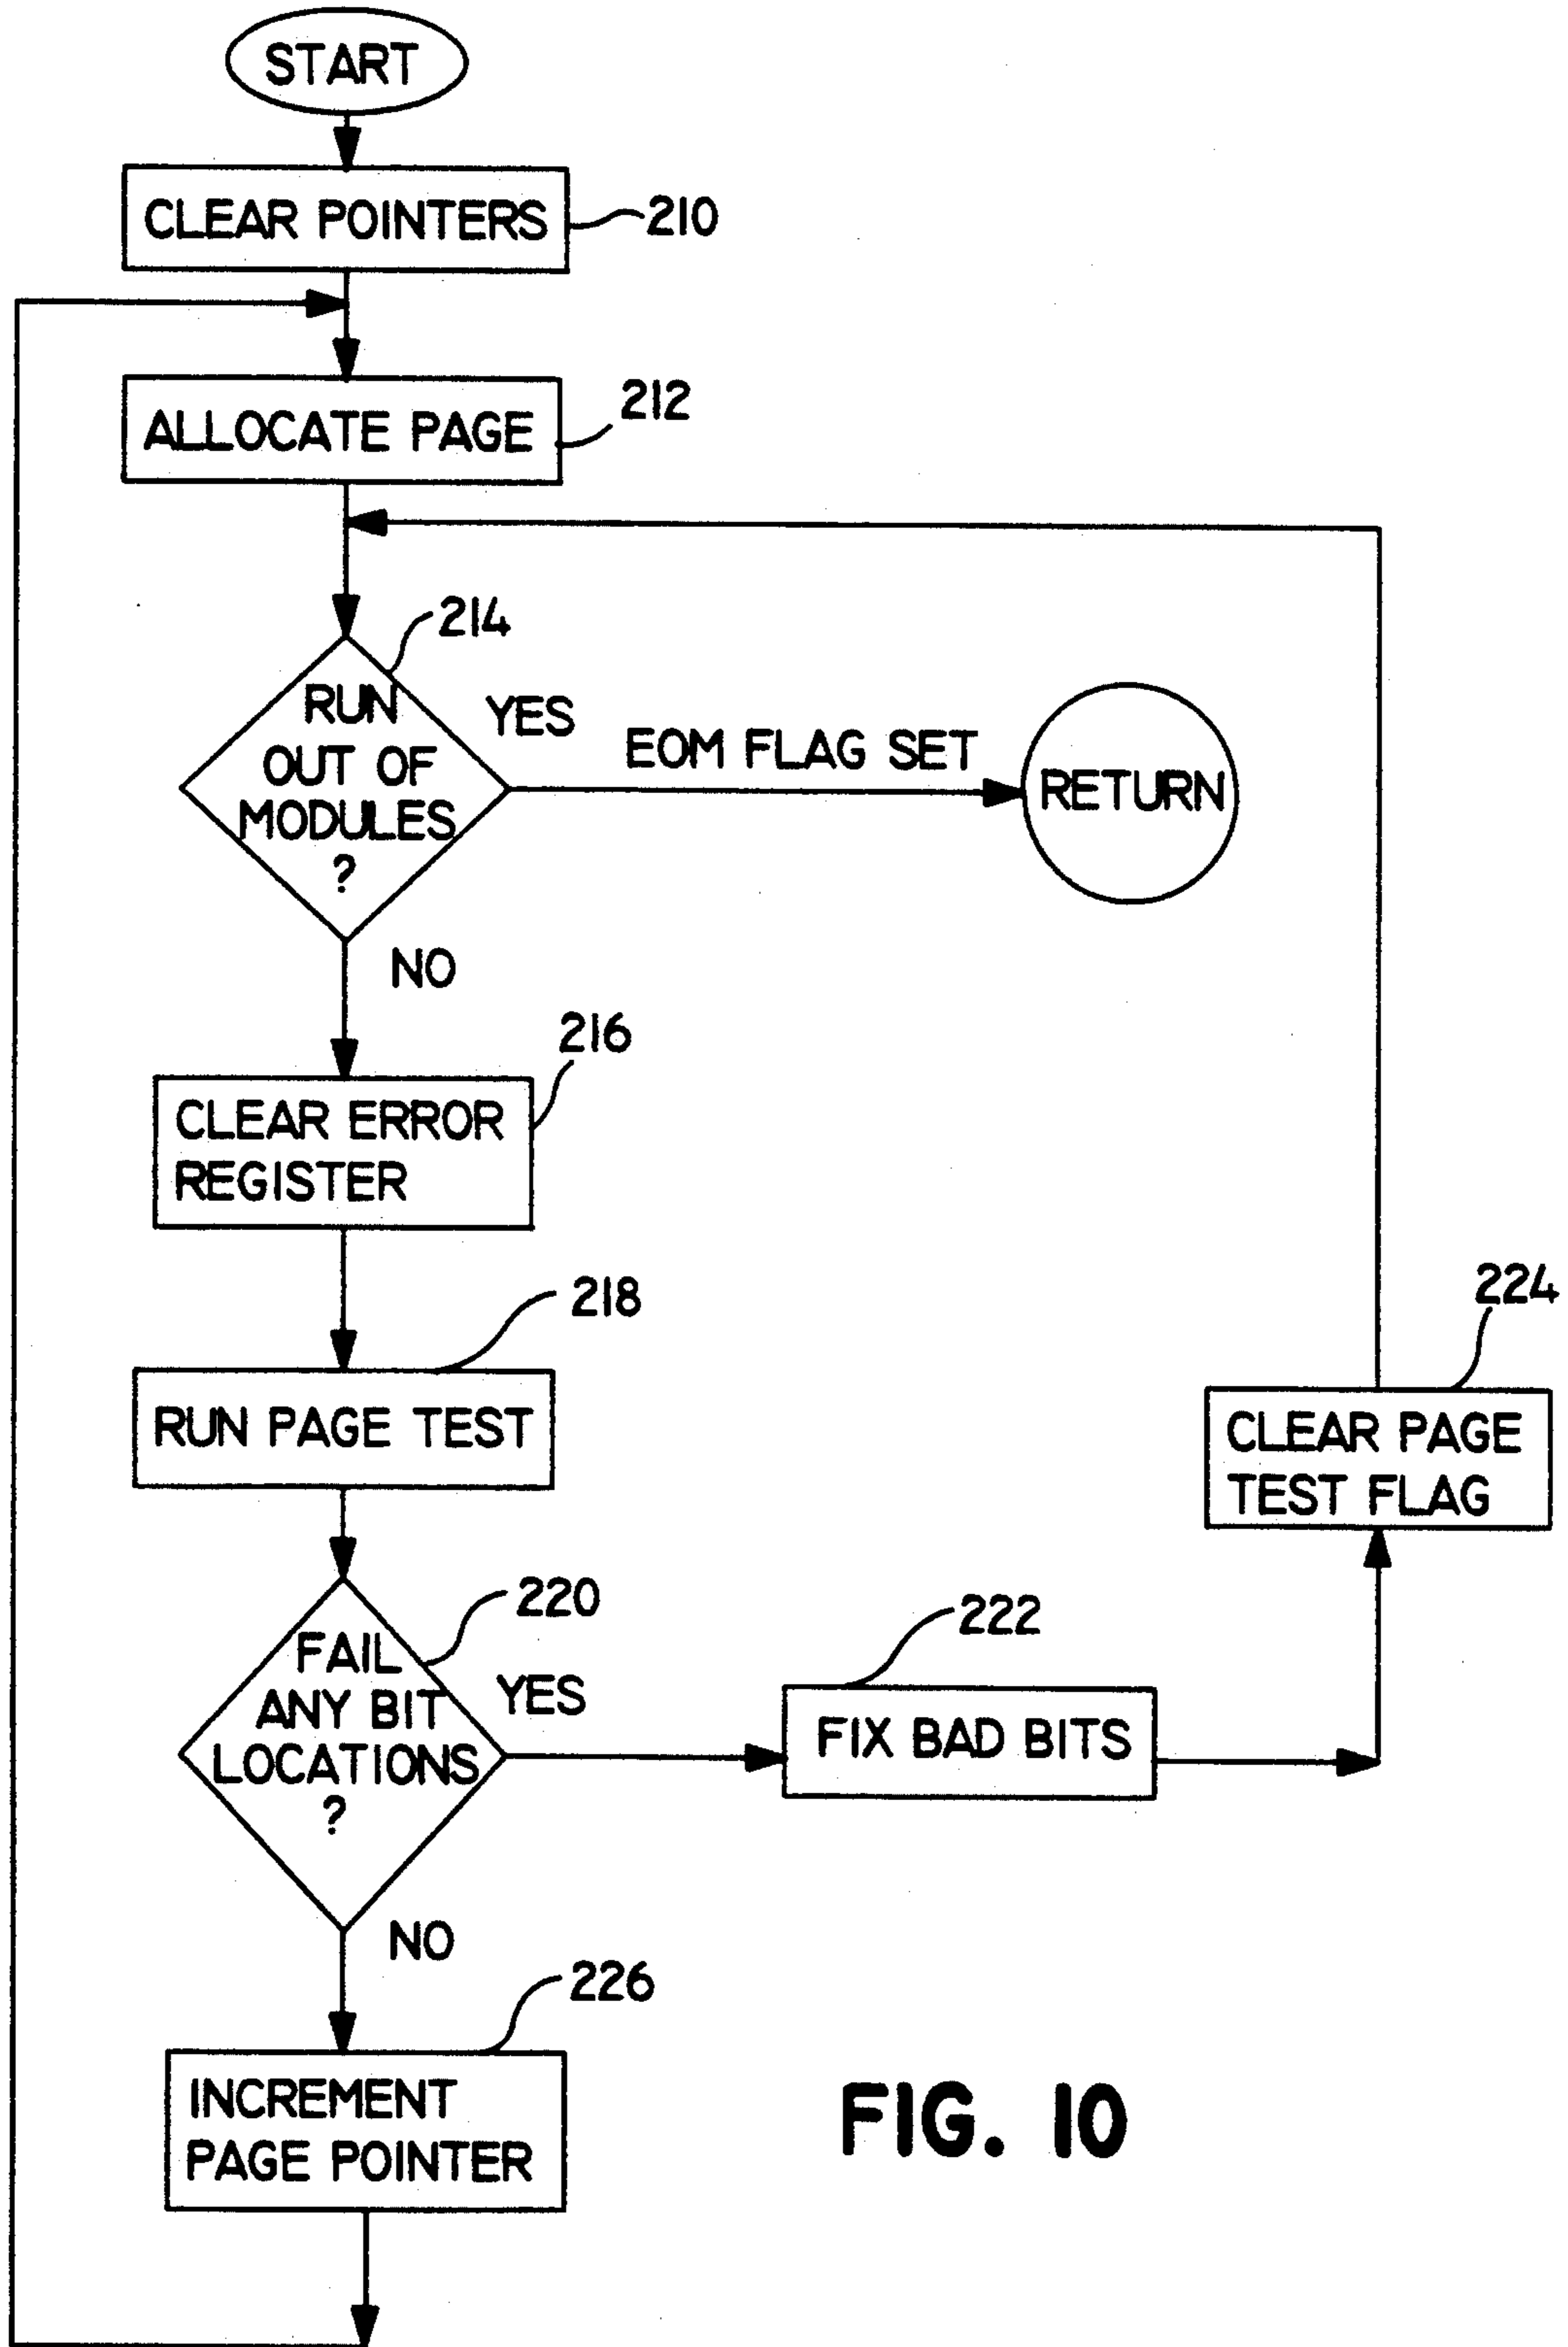 START
CLEAR POINTERS
210
ALLOCATE PAGE
212
214
RUN
OUT OF
MODULES
?
YES
EOM FLAG SET
RETURN
NO
216
CLEAR ERROR
REGISTER
218
RUN PAGE TEST
224
CLEAR PAGE
TEST FLAG
220
FAIL
ANY BIT
LOCATIONS
?
YES
222
FIX BAD BITS
NO
226
INCREMENT
PAGE POINTER
FIG. 10